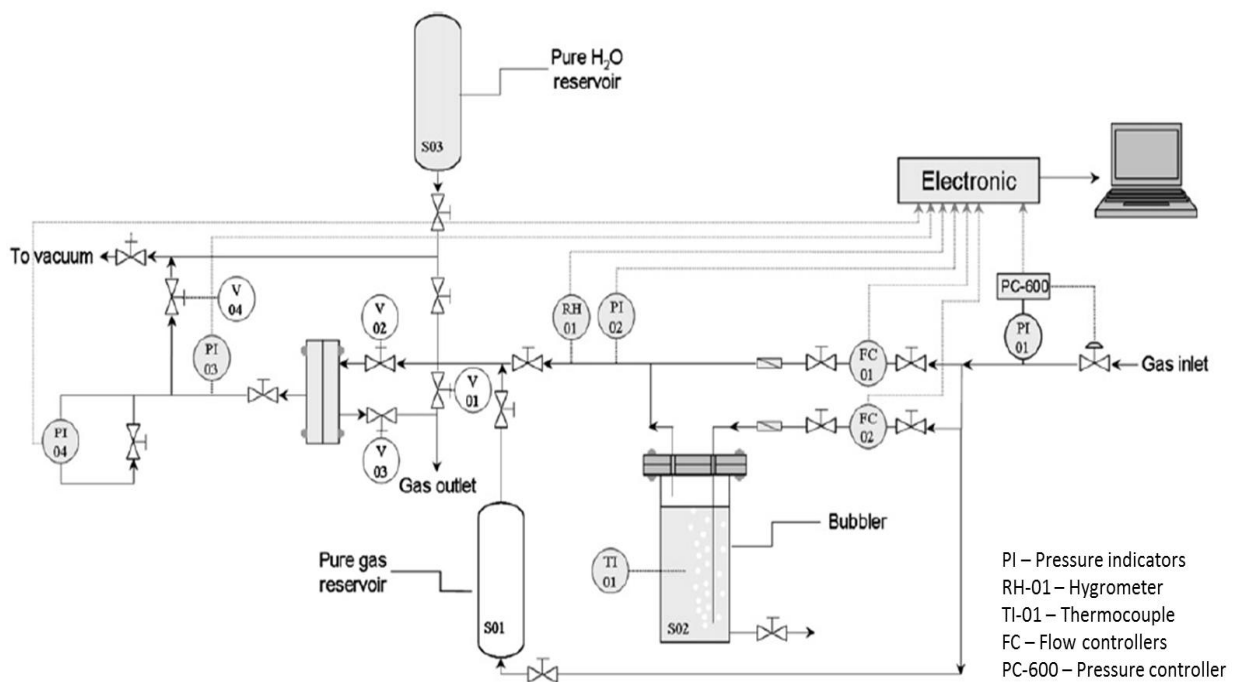 Pure H₂O
reservoir
S03
Electronic
To vacuum
V
04
V
02
RH
01
PI
02
PC-600
PI
03
PI
01
FC
01
Gas inlet
V
01
PI
04
FC
02
V
03
Gas outlet
Bubbler
Pure gas
reservoir
TI
01
S01
S02
PI – Pressure indicators
RH-01 – Hygrometer
TI-01 – Thermocouple
FC – Flow controllers
PC-600 – Pressure controller